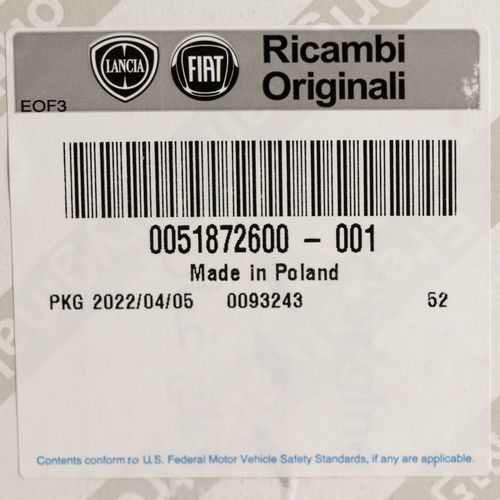 LANCIA
FIAT
Ricambi
Originali
EOF3
0051872600 - 001
Made in Poland
PKG 2022/04/05 0093243 52
Contents conform to U.S. Federal Motor Vehicle Safety Standards, if any are applicable.